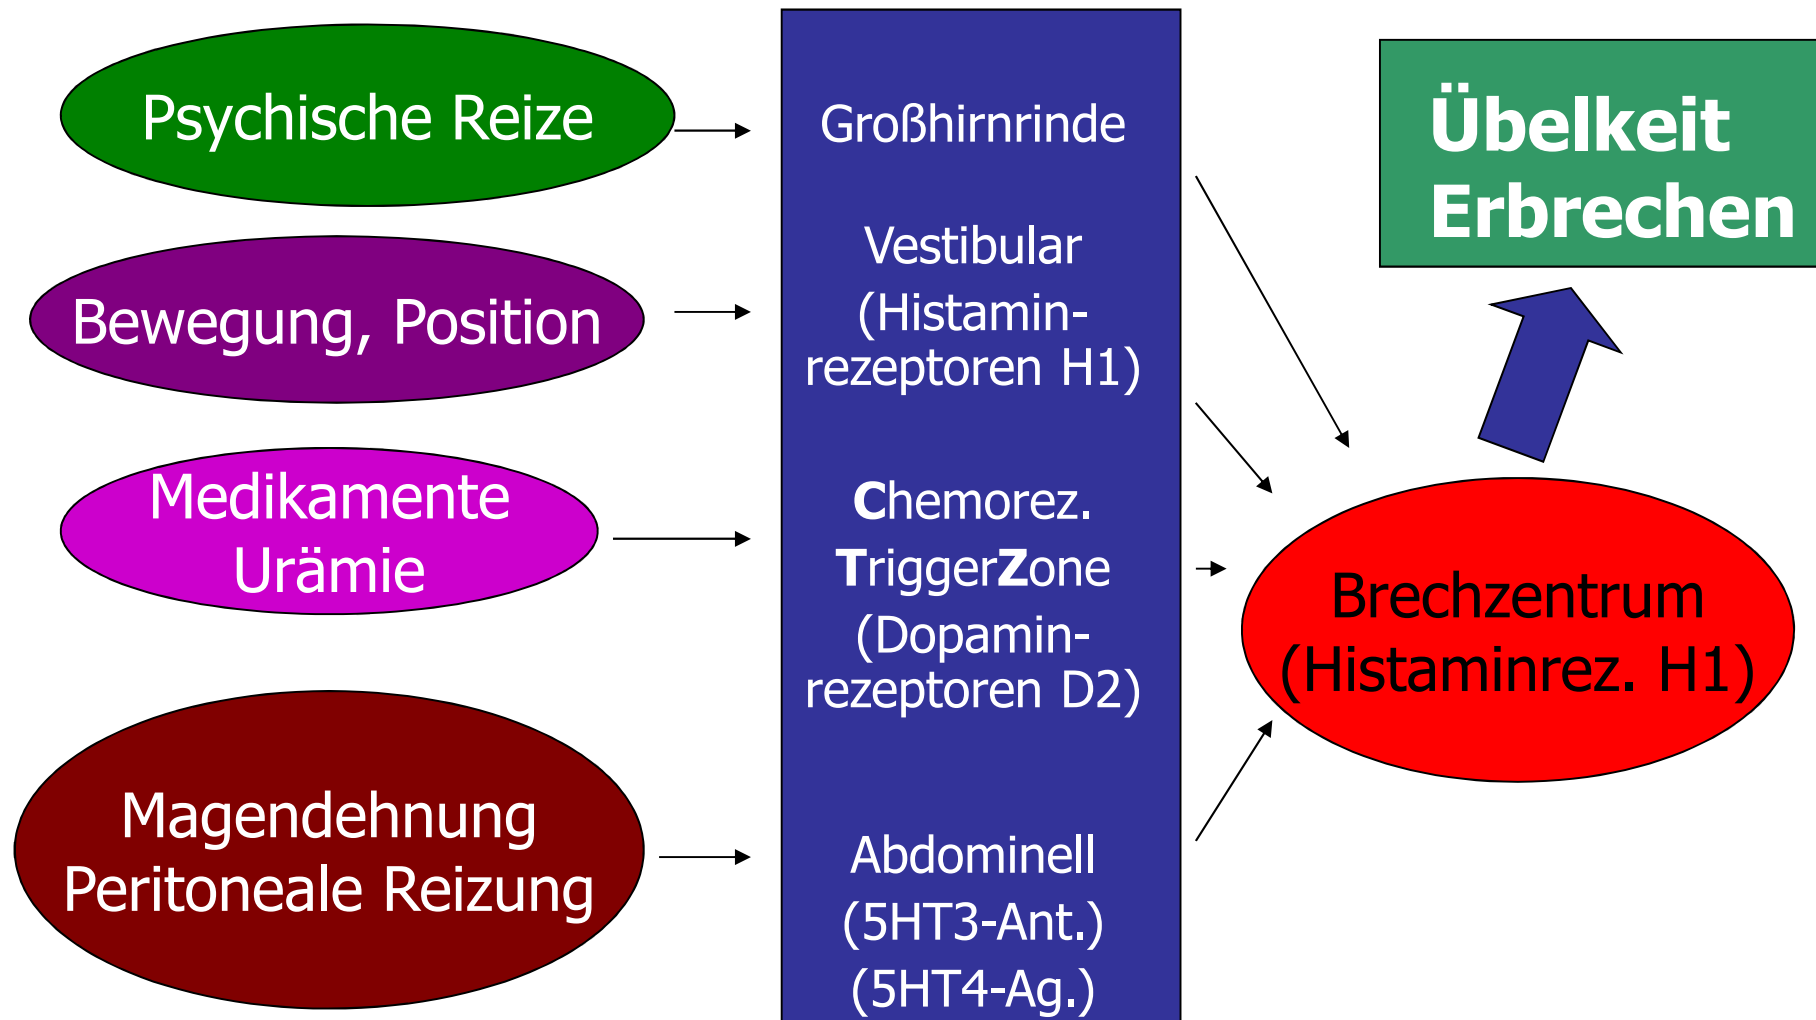 Psychische Reize
Bewegung, Position
Medikamente
Urämie
Magendehnung
Peritoneale Reizung
Großhirnrinde
Vestibular
(Histamin-
rezeptoren H1)
Chemorez.
TriggerZone
(Dopamin-
rezeptoren D2)
Abdominell
(5HT3-Ant.)
(5HT4-Ag.)
Übelkeit
Erbrechen
Brechzentrum
(Histaminrez. H1)